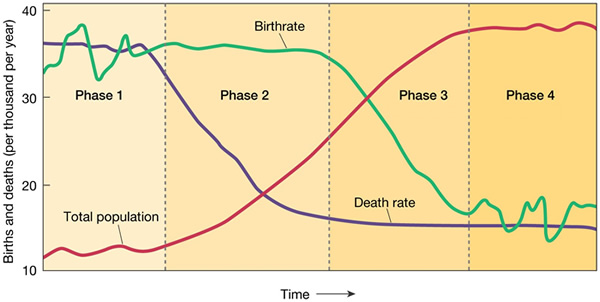 40
30
20
10
Births and deaths (per thousand per year)
Birthrate
Phase 1
Phase 2
Phase 3
Phase 4
Total population
Death rate
Time